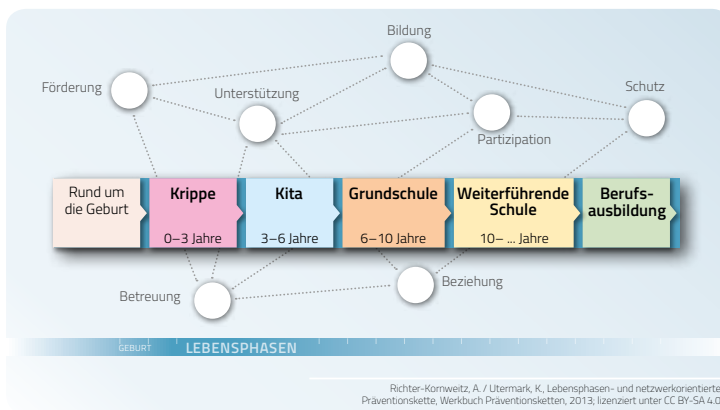 Bildung
Förderung
Unterstützung
Schutz
Partizipation
Rund um
die Geburt
Krippe
0–3 Jahre
Kita
3–6 Jahre
Grundschule
6–10 Jahre
Weiterführende
Schule
10– ... Jahre
Berufs-
ausbildung
Betreuung
Beziehung
GEBURT
LEBENSPHASEN
Richter-Kornweitz, A. / Utermark, K., Lebensphasen- und netzwerkorientierte
Präventionskette, Werkbuch Präventionsketten, 2013; lizenziert unter CC BY-SA 4.0